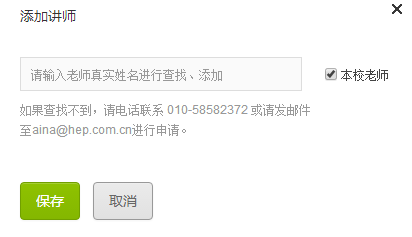 添加讲师
请输入老师真实姓名进行查找、添加
本校老师
如果查找不到，请电话联系 010-58582372 或请发邮件
至aina@hep.com.cn进行申请。
保存
取消